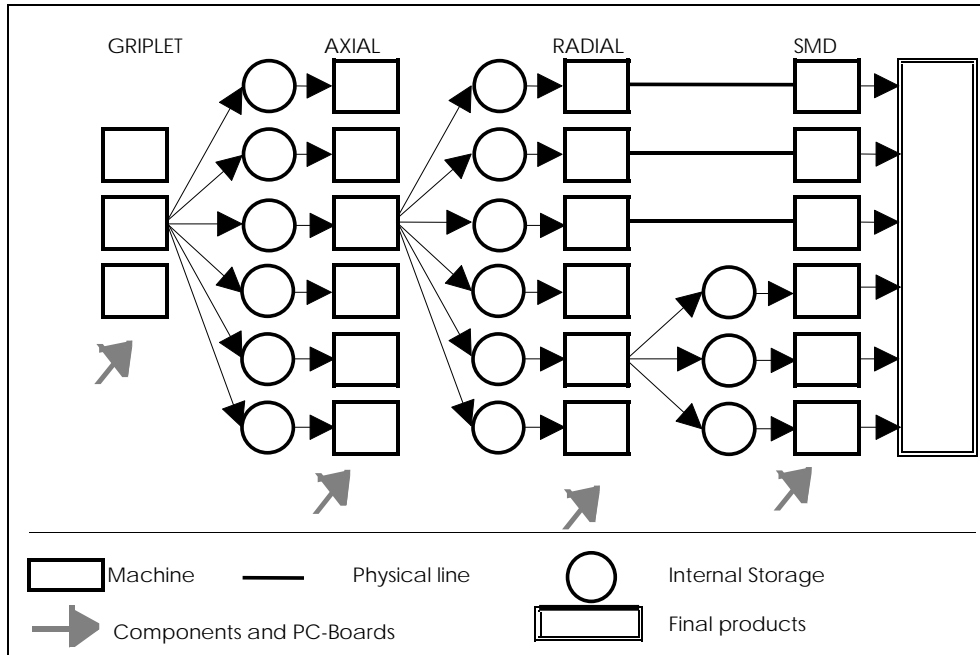 GRIPLET AXIAL RADIAL SMD
Machine Physical line Internal Storage
Components and PC-Boards Final products